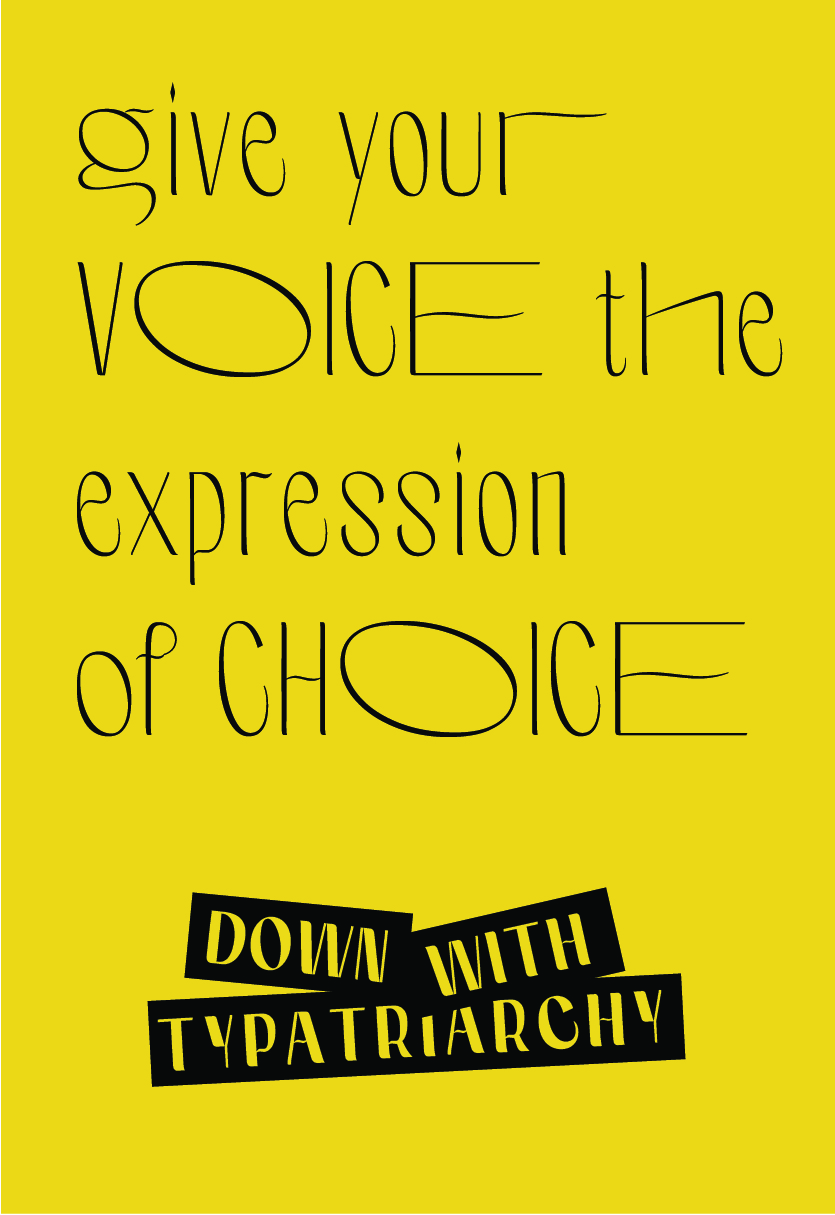 give your
VOICE the
expression
of CHOICE
DOWN WITH
TYPATRIARCHY